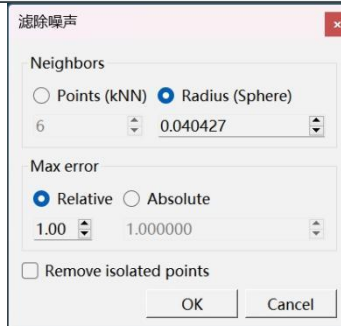 滤除噪声
Neighbors
Points (kNN) Radius (Sphere)
6 0.040427
Max error
Relative Absolute
1.00 1.000000
Remove isolated points
OK Cancel